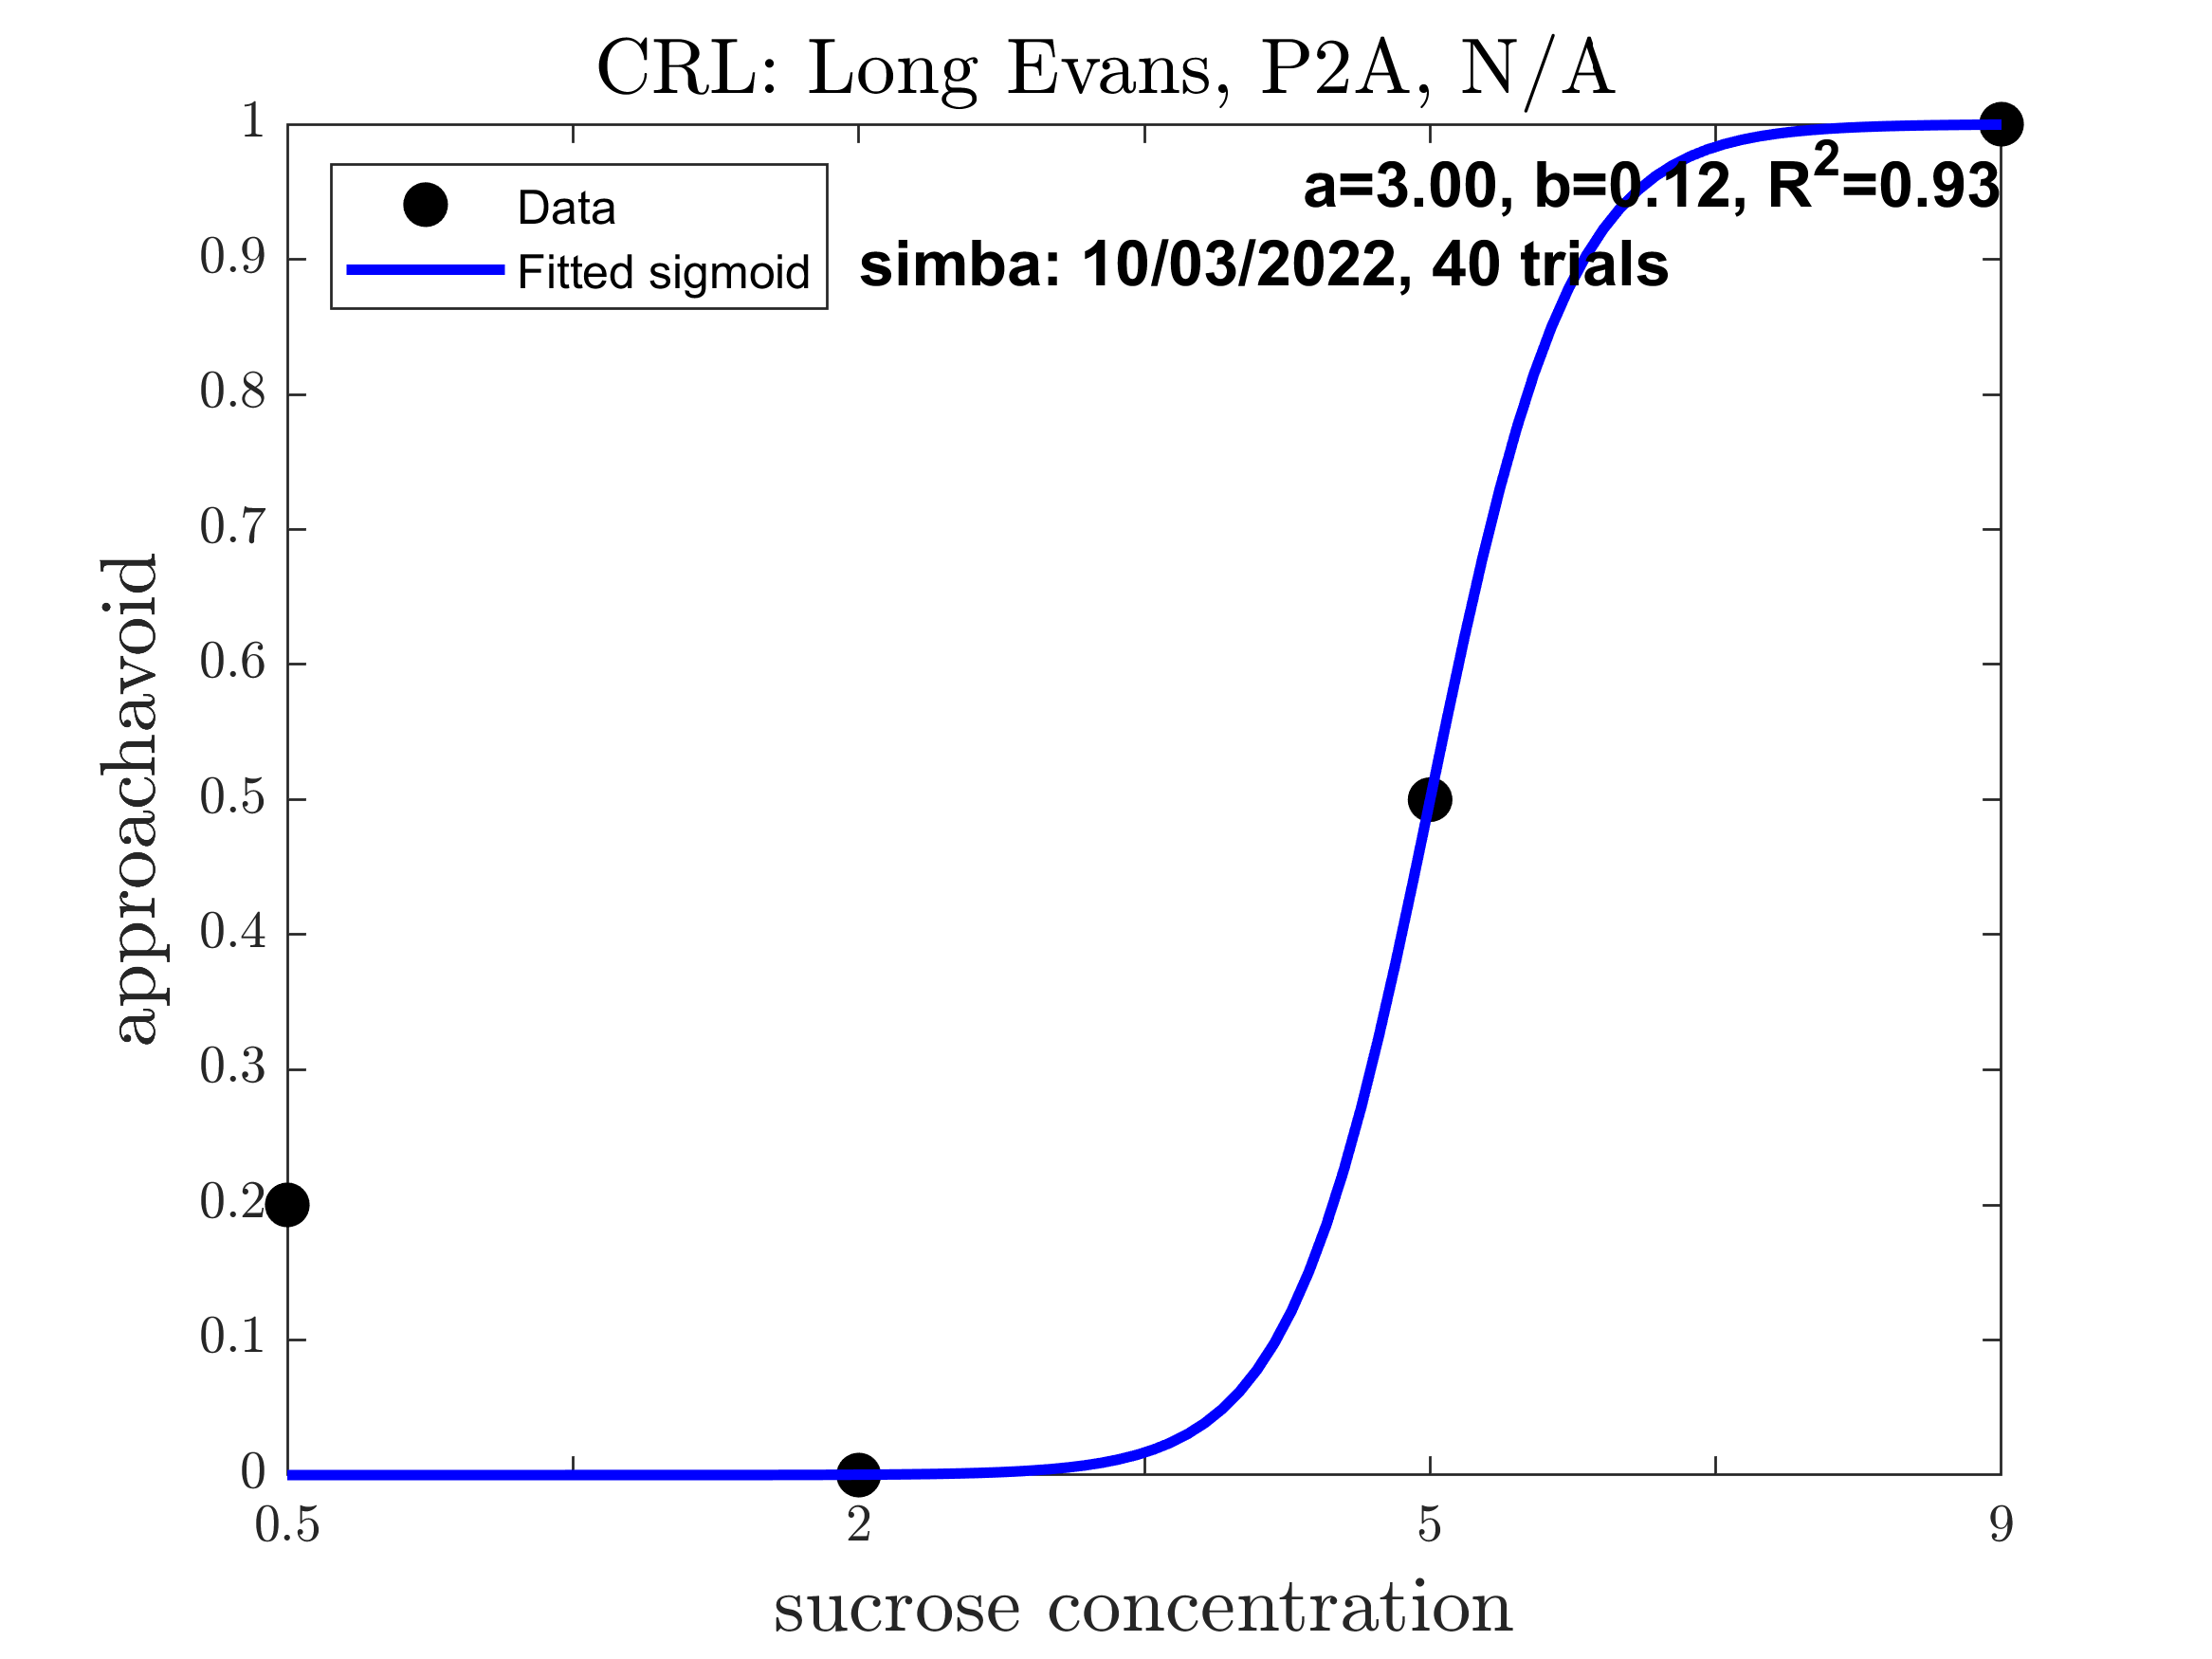 CRL: Long Evans, P2A, N/A
a=3.00, b=0.12, R²=0.93
simba: 10/03/2022, 40 trials
Data
Fitted sigmoid
approachavoid
1
0.9
0.8
0.7
0.6
0.5
0.4
0.3
0.2
0.1
0
0.5 2 5 9
sucrose concentration